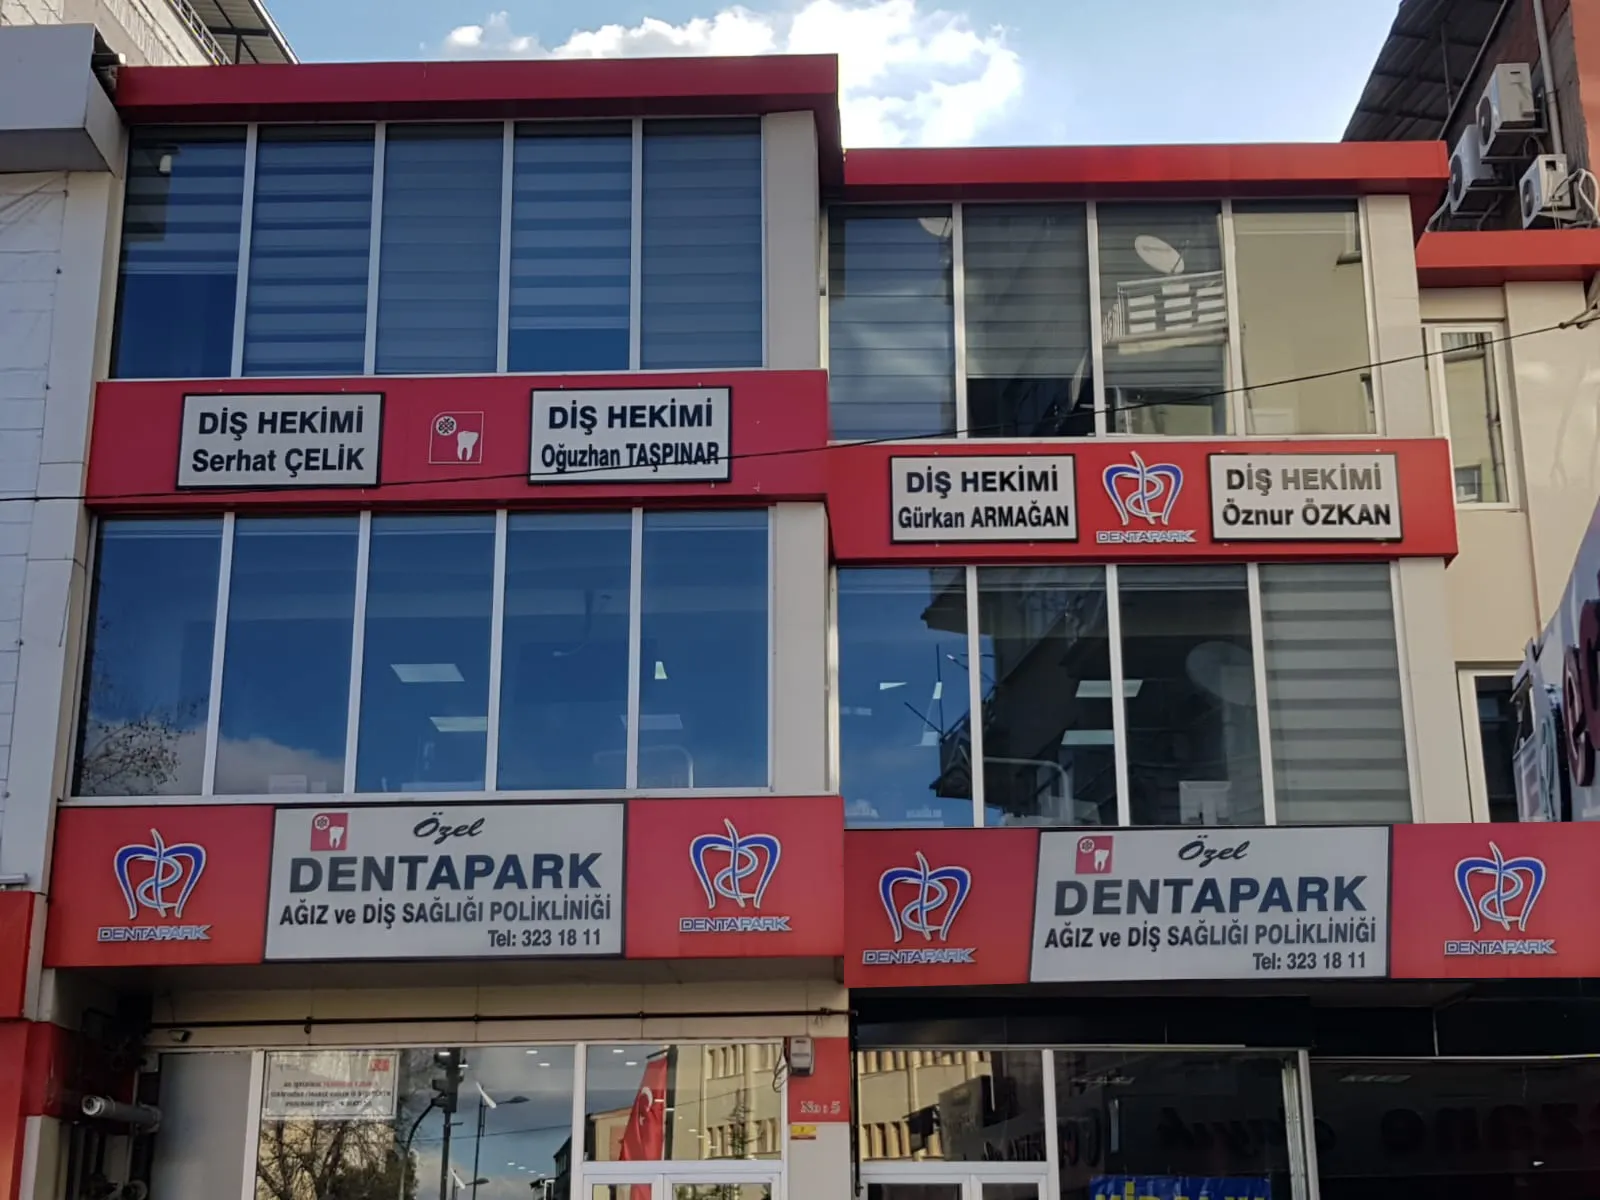 DİŞ HEKİMİ
Serhat ÇELİK
DİŞ HEKİMİ
Oğuzhan TAŞPINAR
DİŞ HEKİMİ
Gürkan ARMAĞAN
DENTAPARK
DİŞ HEKİMİ
Öznur ÖZKAN
DENTAPARK
Özel
DENTAPARK
AĞIZ ve DİŞ SAĞLIĞI POLİKLİNİĞİ
Tel: 323 18 11
DENTAPARK
DENTAPARK
Özel
DENTAPARK
AĞIZ ve DİŞ SAĞLIĞI POLİKLİNİĞİ
Tel: 323 18 11
DENTAPARK
No: 5